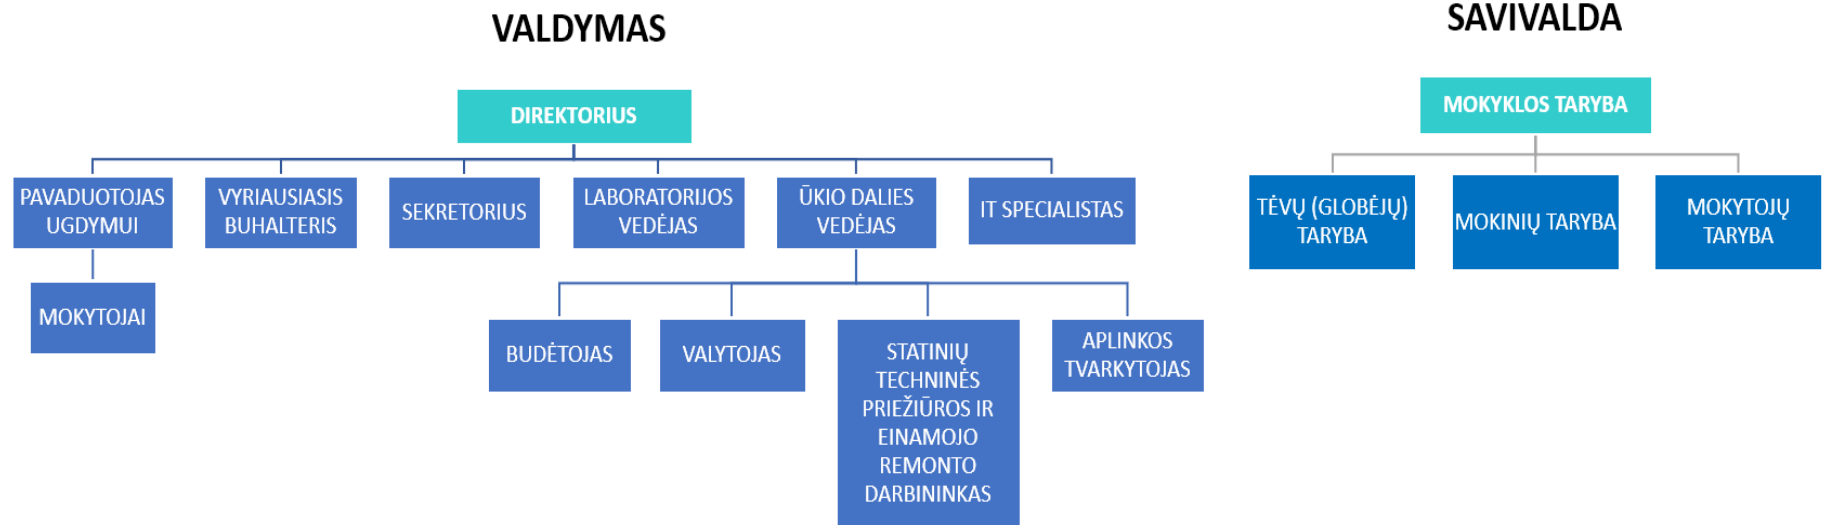 VALDYMAS
DIREKTORIUS
PAVADUOTOJAS
UGDYMUI
VYRIAUSIASIS
BUHALTERIS
SEKRETORIUS
LABORATORIJOS
VEDĖJAS
ŪKIO DALIES
VEDĖJAS
IT SPECIALISTAS
MOKYTOJAI
BUDĖTOJAS
VALYTOJAS
STATINIŲ
TECHNINĖS
PRIEŽIŪROS IR
EINAMOJO
REMONTO
DARBININKAS
APLINKOS
TVARKYTOJAS
SAVIVALDA
MOKYKLOS TARYBA
TĖVŲ (GLOBĖJŲ)
TARYBA
MOKINIŲ TARYBA
MOKYTOJŲ
TARYBA